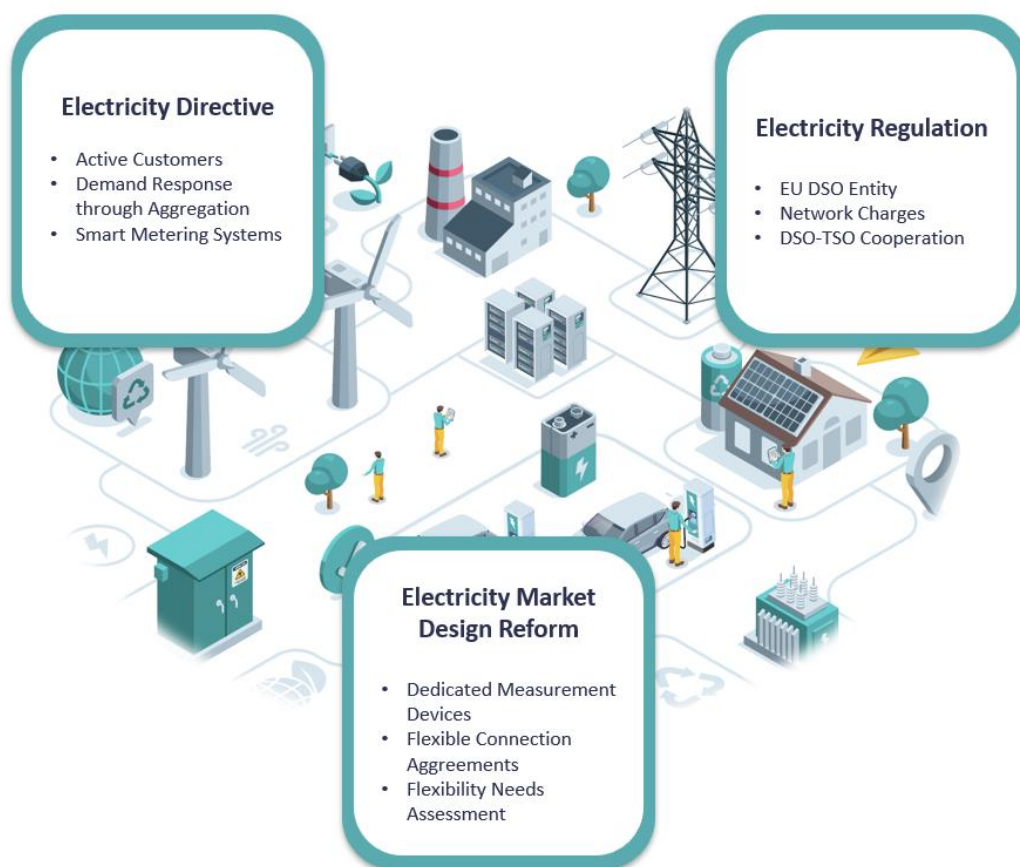 Electricity Directive
• Active Customers
• Demand Response
through Aggregation
• Smart Metering Systems
Electricity Regulation
• EU DSO Entity
• Network Charges
• DSO-TSO Cooperation
Electricity Market
Design Reform
• Dedicated Measurement
Devices
• Flexible Connection
Aggreements
• Flexibility Needs
Assessment